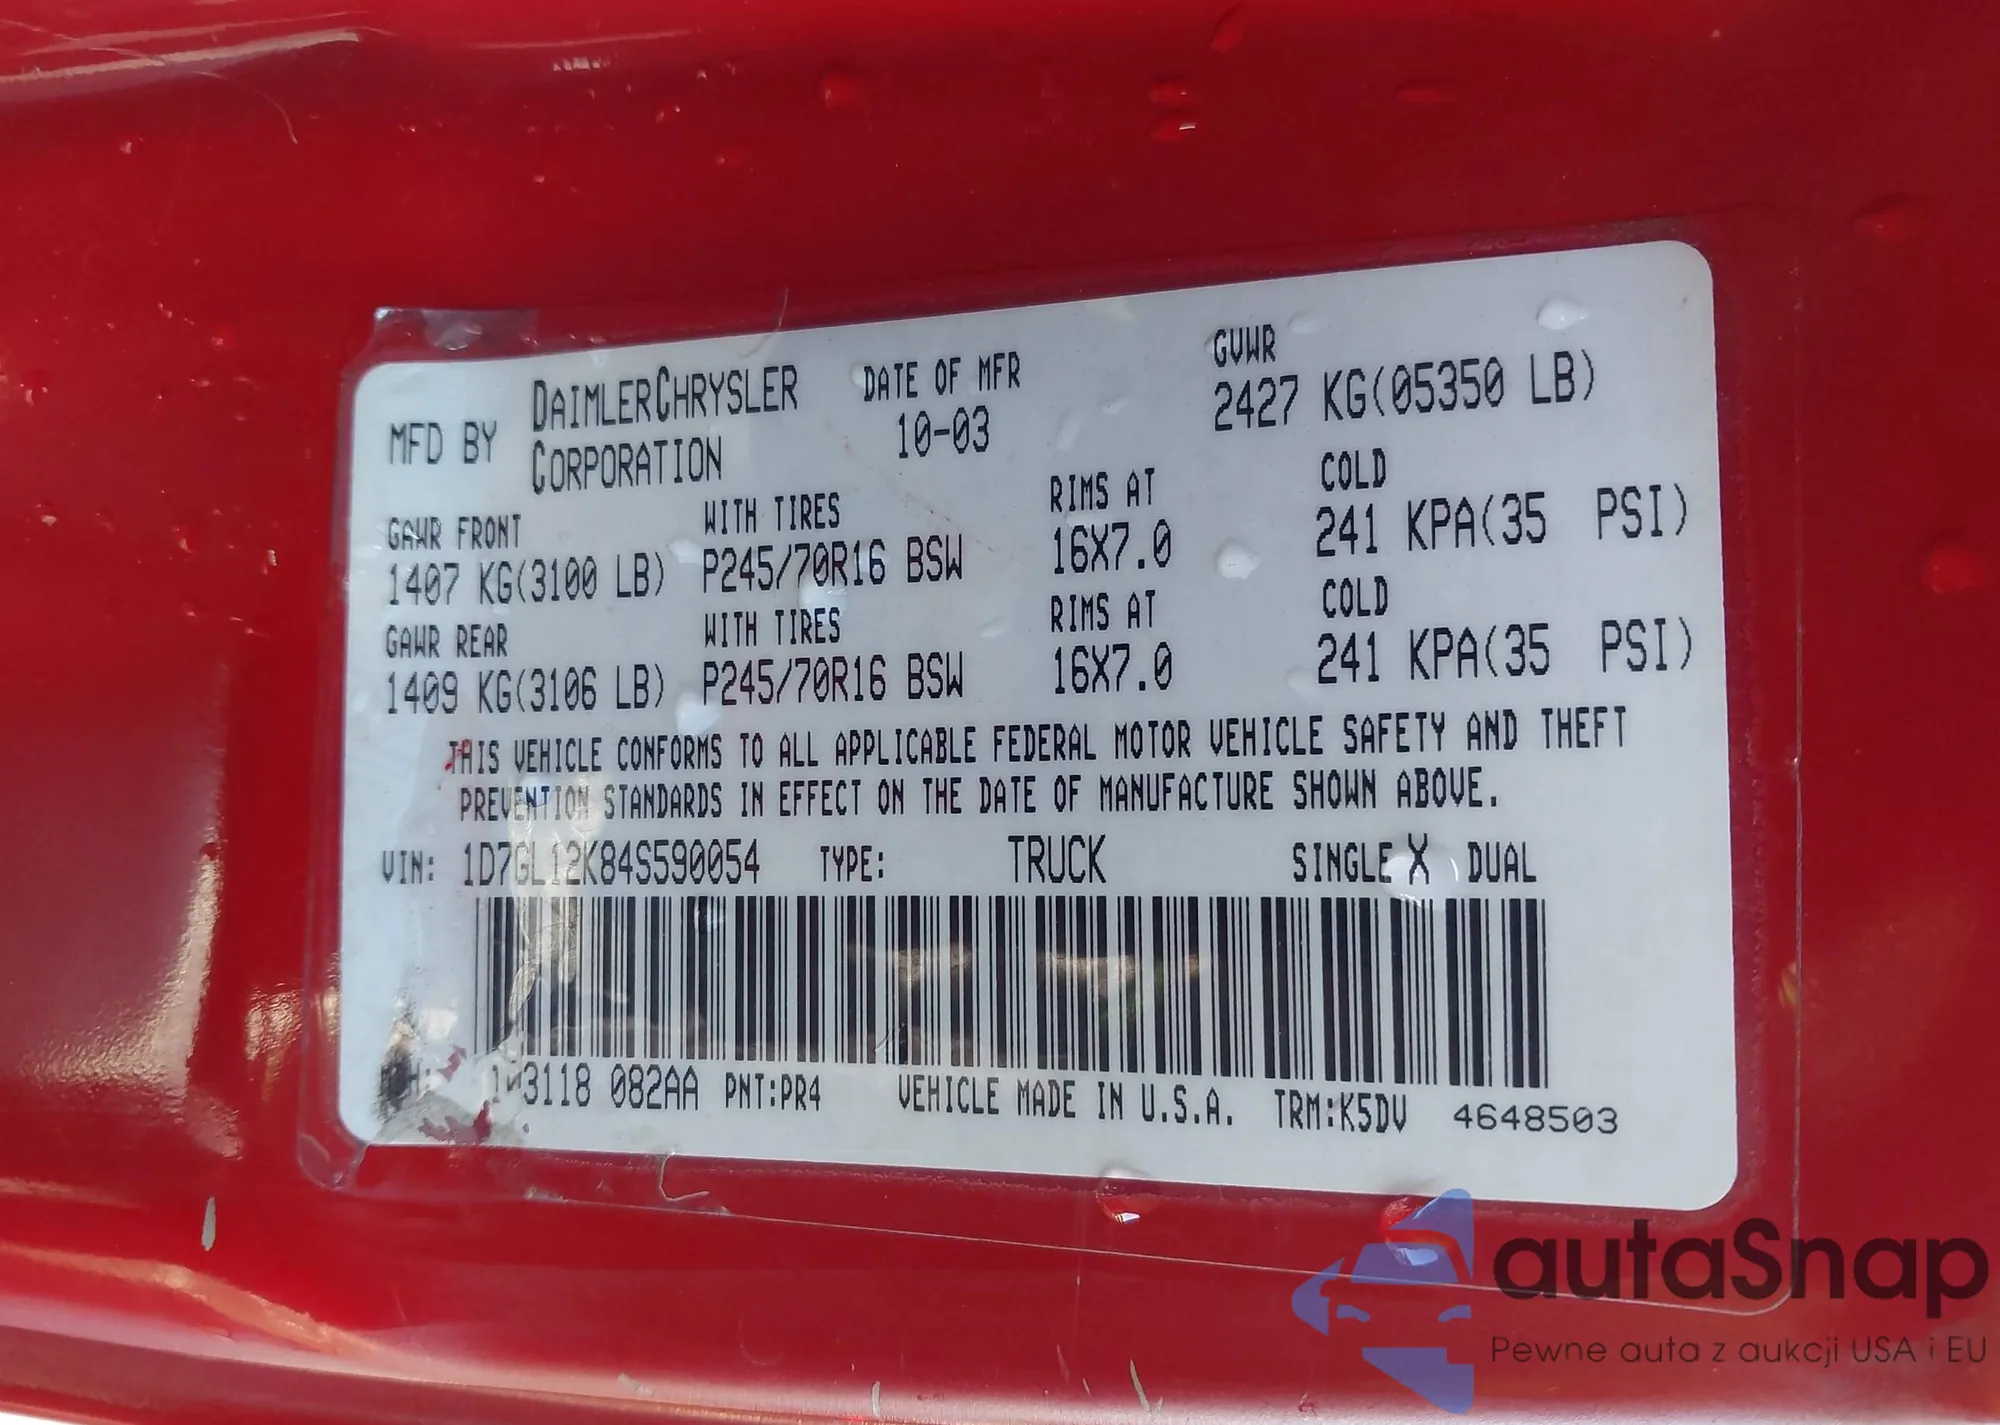 MFD BY DAIMLERCHRYSLER CORPORATION DATE OF MFR 10-03 GVWR 2427 KG(05350 LB)
GAWR FRONT WITH TIRES RIMS AT COLD
1407 KG(3100 LB) P245/70R16 BSW 16X7.0 241 KPA(35 PSI)
GAWR REAR WITH TIRES RIMS AT COLD
1409 KG(3106 LB) P245/70R16 BSW 16X7.0 241 KPA(35 PSI)
THIS VEHICLE CONFORMS TO ALL APPLICABLE FEDERAL MOTOR VEHICLE SAFETY AND THEFT
PREVENTION STANDARDS IN EFFECT ON THE DATE OF MANUFACTURE SHOWN ABOVE.
VIN: 1D7GL12K84S590054 TYPE: TRUCK SINGLE X DUAL
082AA PNT:PR4 VEHICLE MADE IN U.S.A. TRM:K5DV 4648503
autaSnap
Pewne auta z aukcji USA i EU